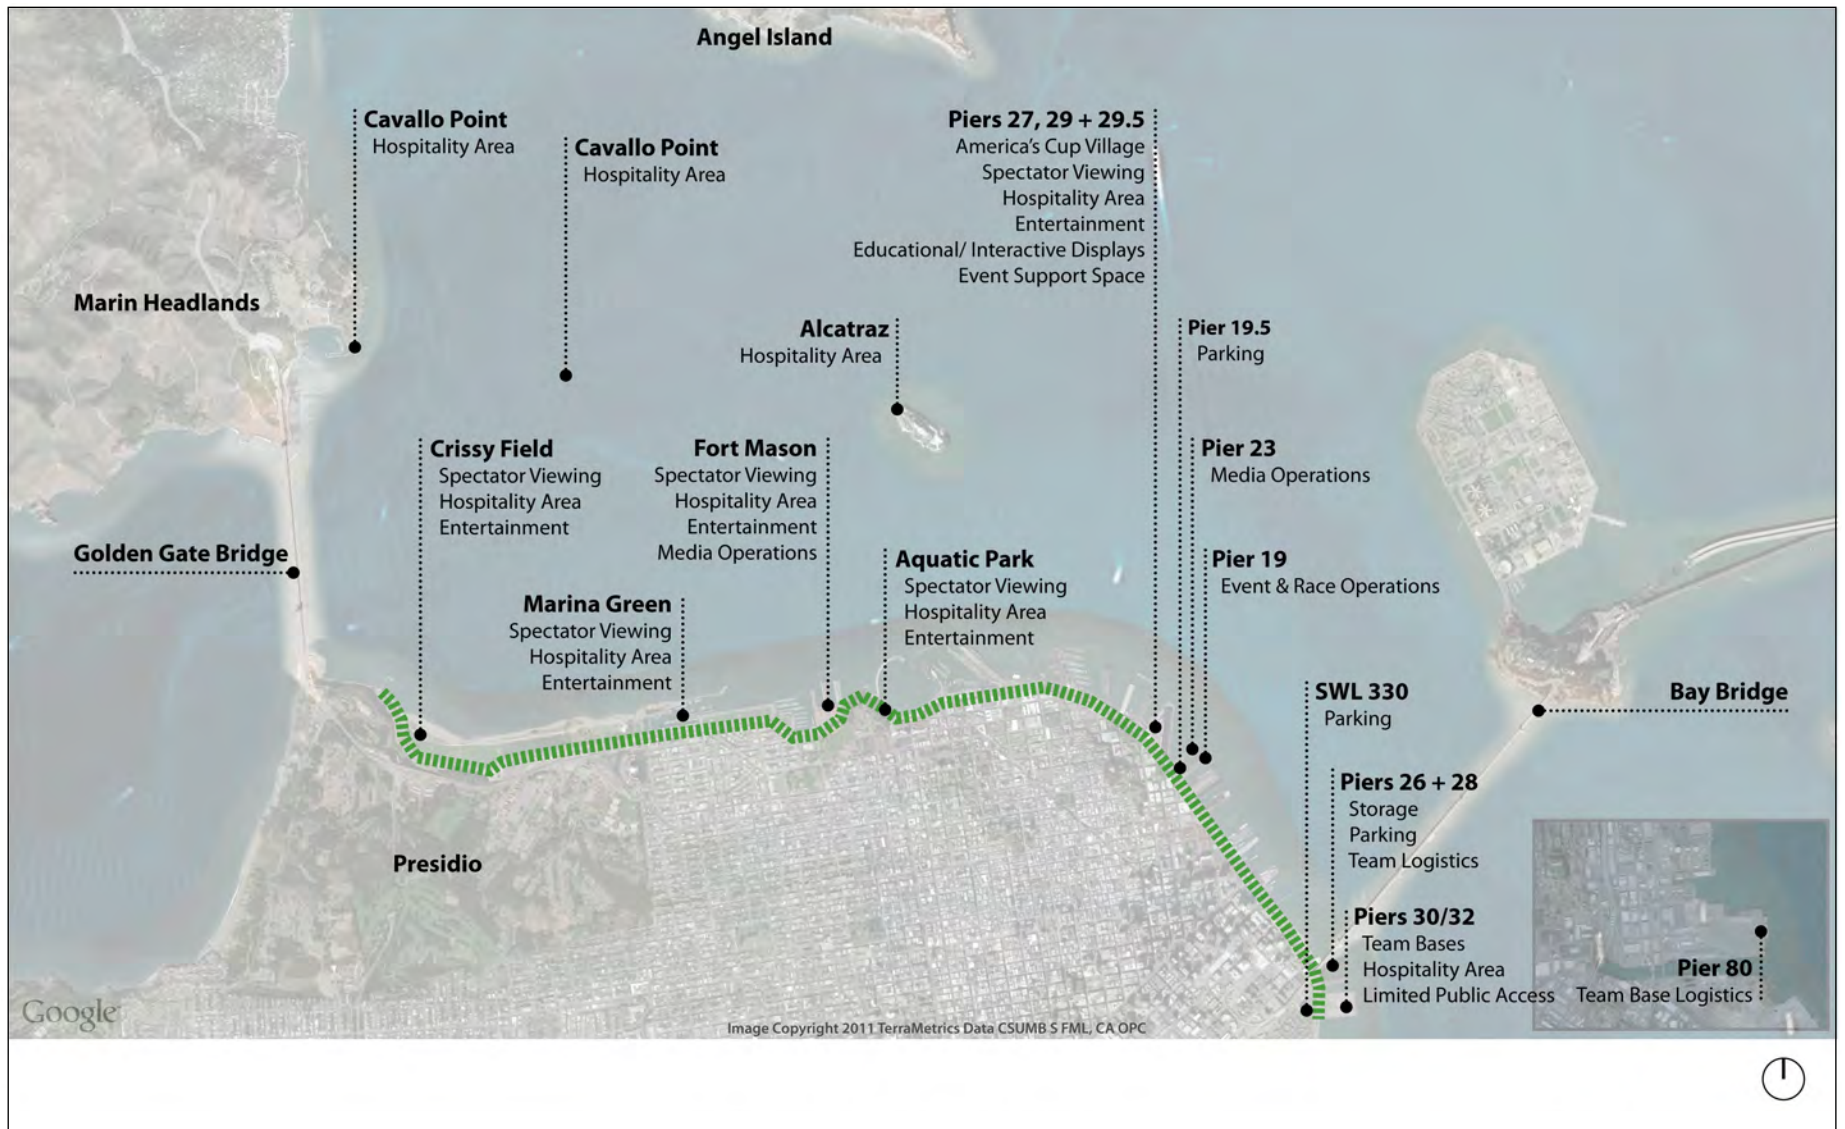 Angel Island
Cavallo Point
Hospitality Area
Cavallo Point
Hospitality Area
Piers 27, 29 + 29.5
America's Cup Village
Spectator Viewing
Hospitality Area
Entertainment
Educational/ Interactive Displays
Event Support Space
Marin Headlands
Alcatraz
Hospitality Area
Pier 19.5
Parking
Crissy Field
Spectator Viewing
Hospitality Area
Entertainment
Fort Mason
Spectator Viewing
Hospitality Area
Entertainment
Media Operations
Pier 23
Media Operations
Golden Gate Bridge
Aquatic Park
Spectator Viewing
Hospitality Area
Entertainment
Pier 19
Event & Race Operations
Marina Green
Spectator Viewing
Hospitality Area
Entertainment
SWL 330
Parking
Bay Bridge
Piers 26 + 28
Storage
Parking
Team Logistics
Presidio
Piers 30/32
Team Bases
Hospitality Area
Limited Public Access
Pier 80
Team Base Logistics
Google
Image Copyright 2011 TerraMetrics Data CSUMB S FML, CA OPC